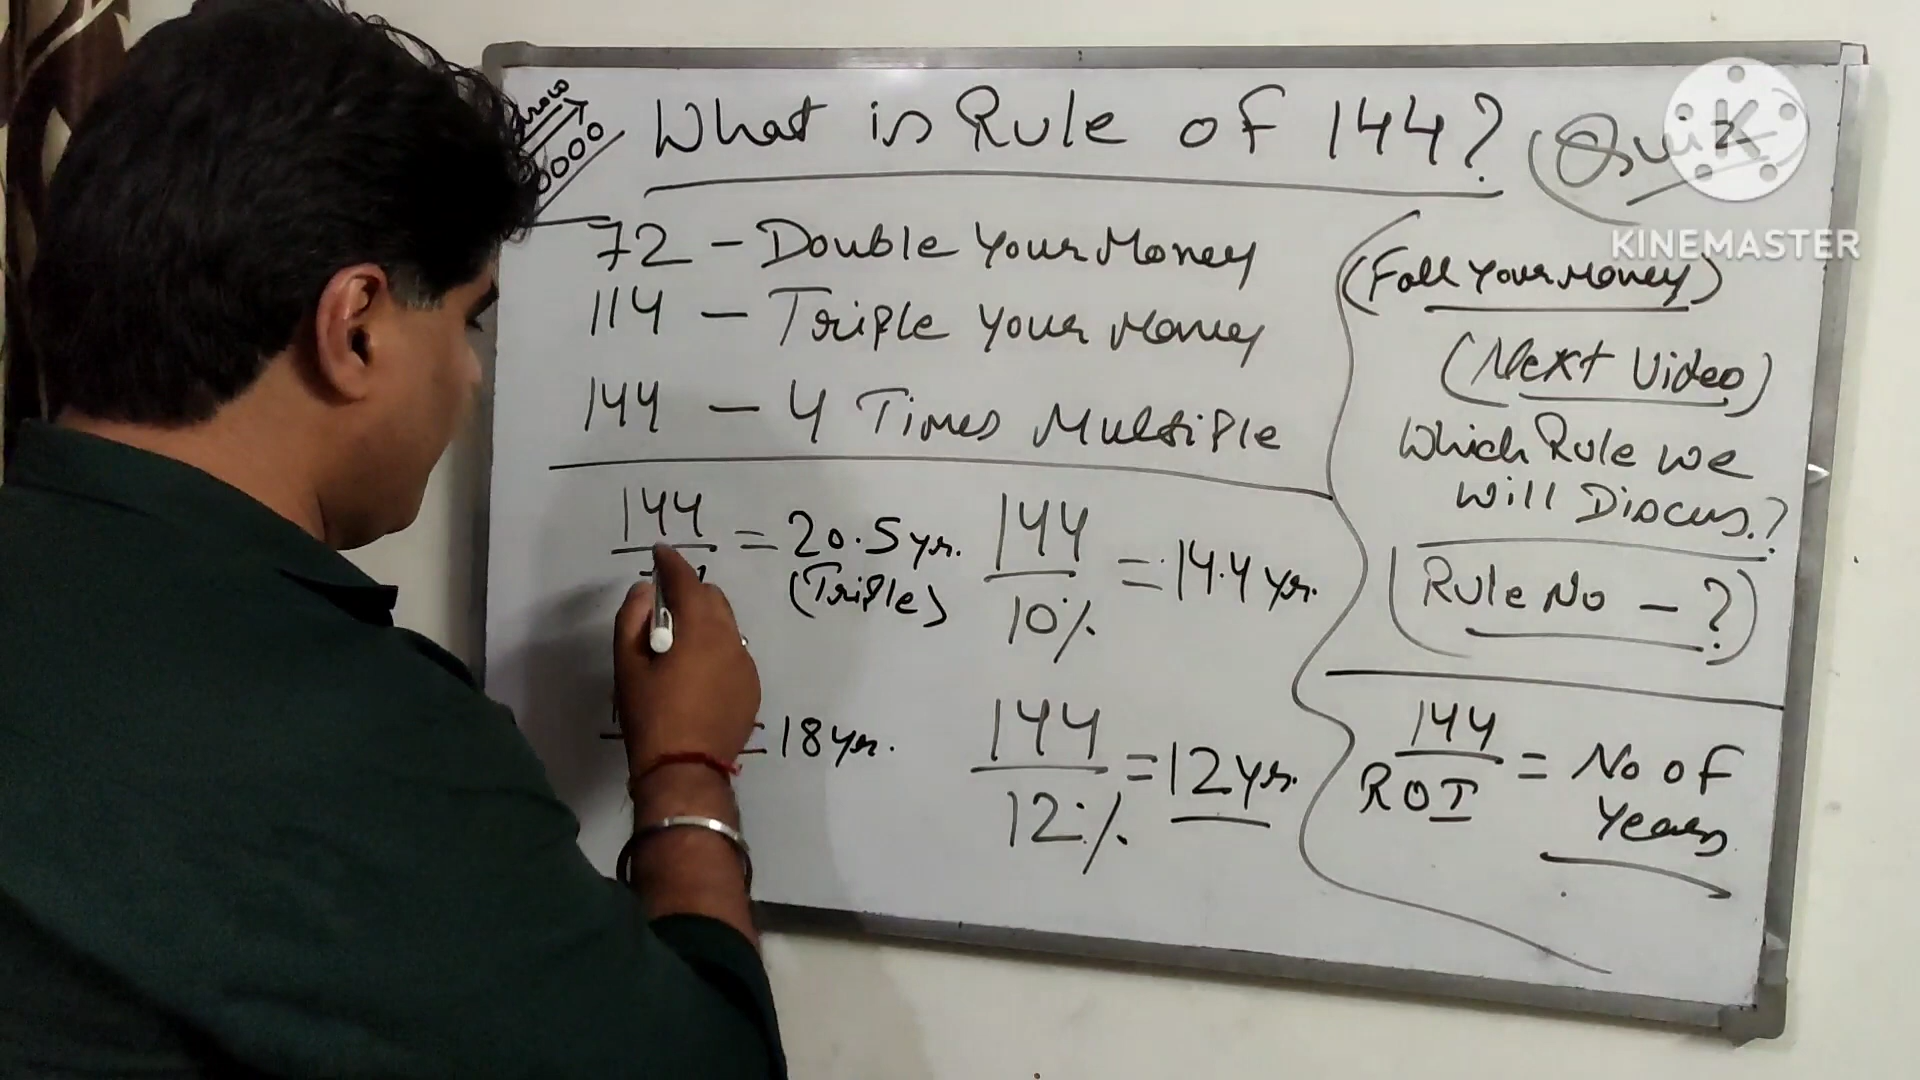 What is Rule of 144?
0000
72 - Double Your Money
114 - Triple Your Money
144 - 4 Times Multiple
144 = 20.5 yr.
(Triple)
144 = 14.4 yr.
10%
= 18 yr.
144 = 12 yr.
12%
K
KINEMASTER
(Fall Your Money)
(Next Video)
Which Rule we
Will Discus.?
Rule No - ?
144 = No of
ROI Years